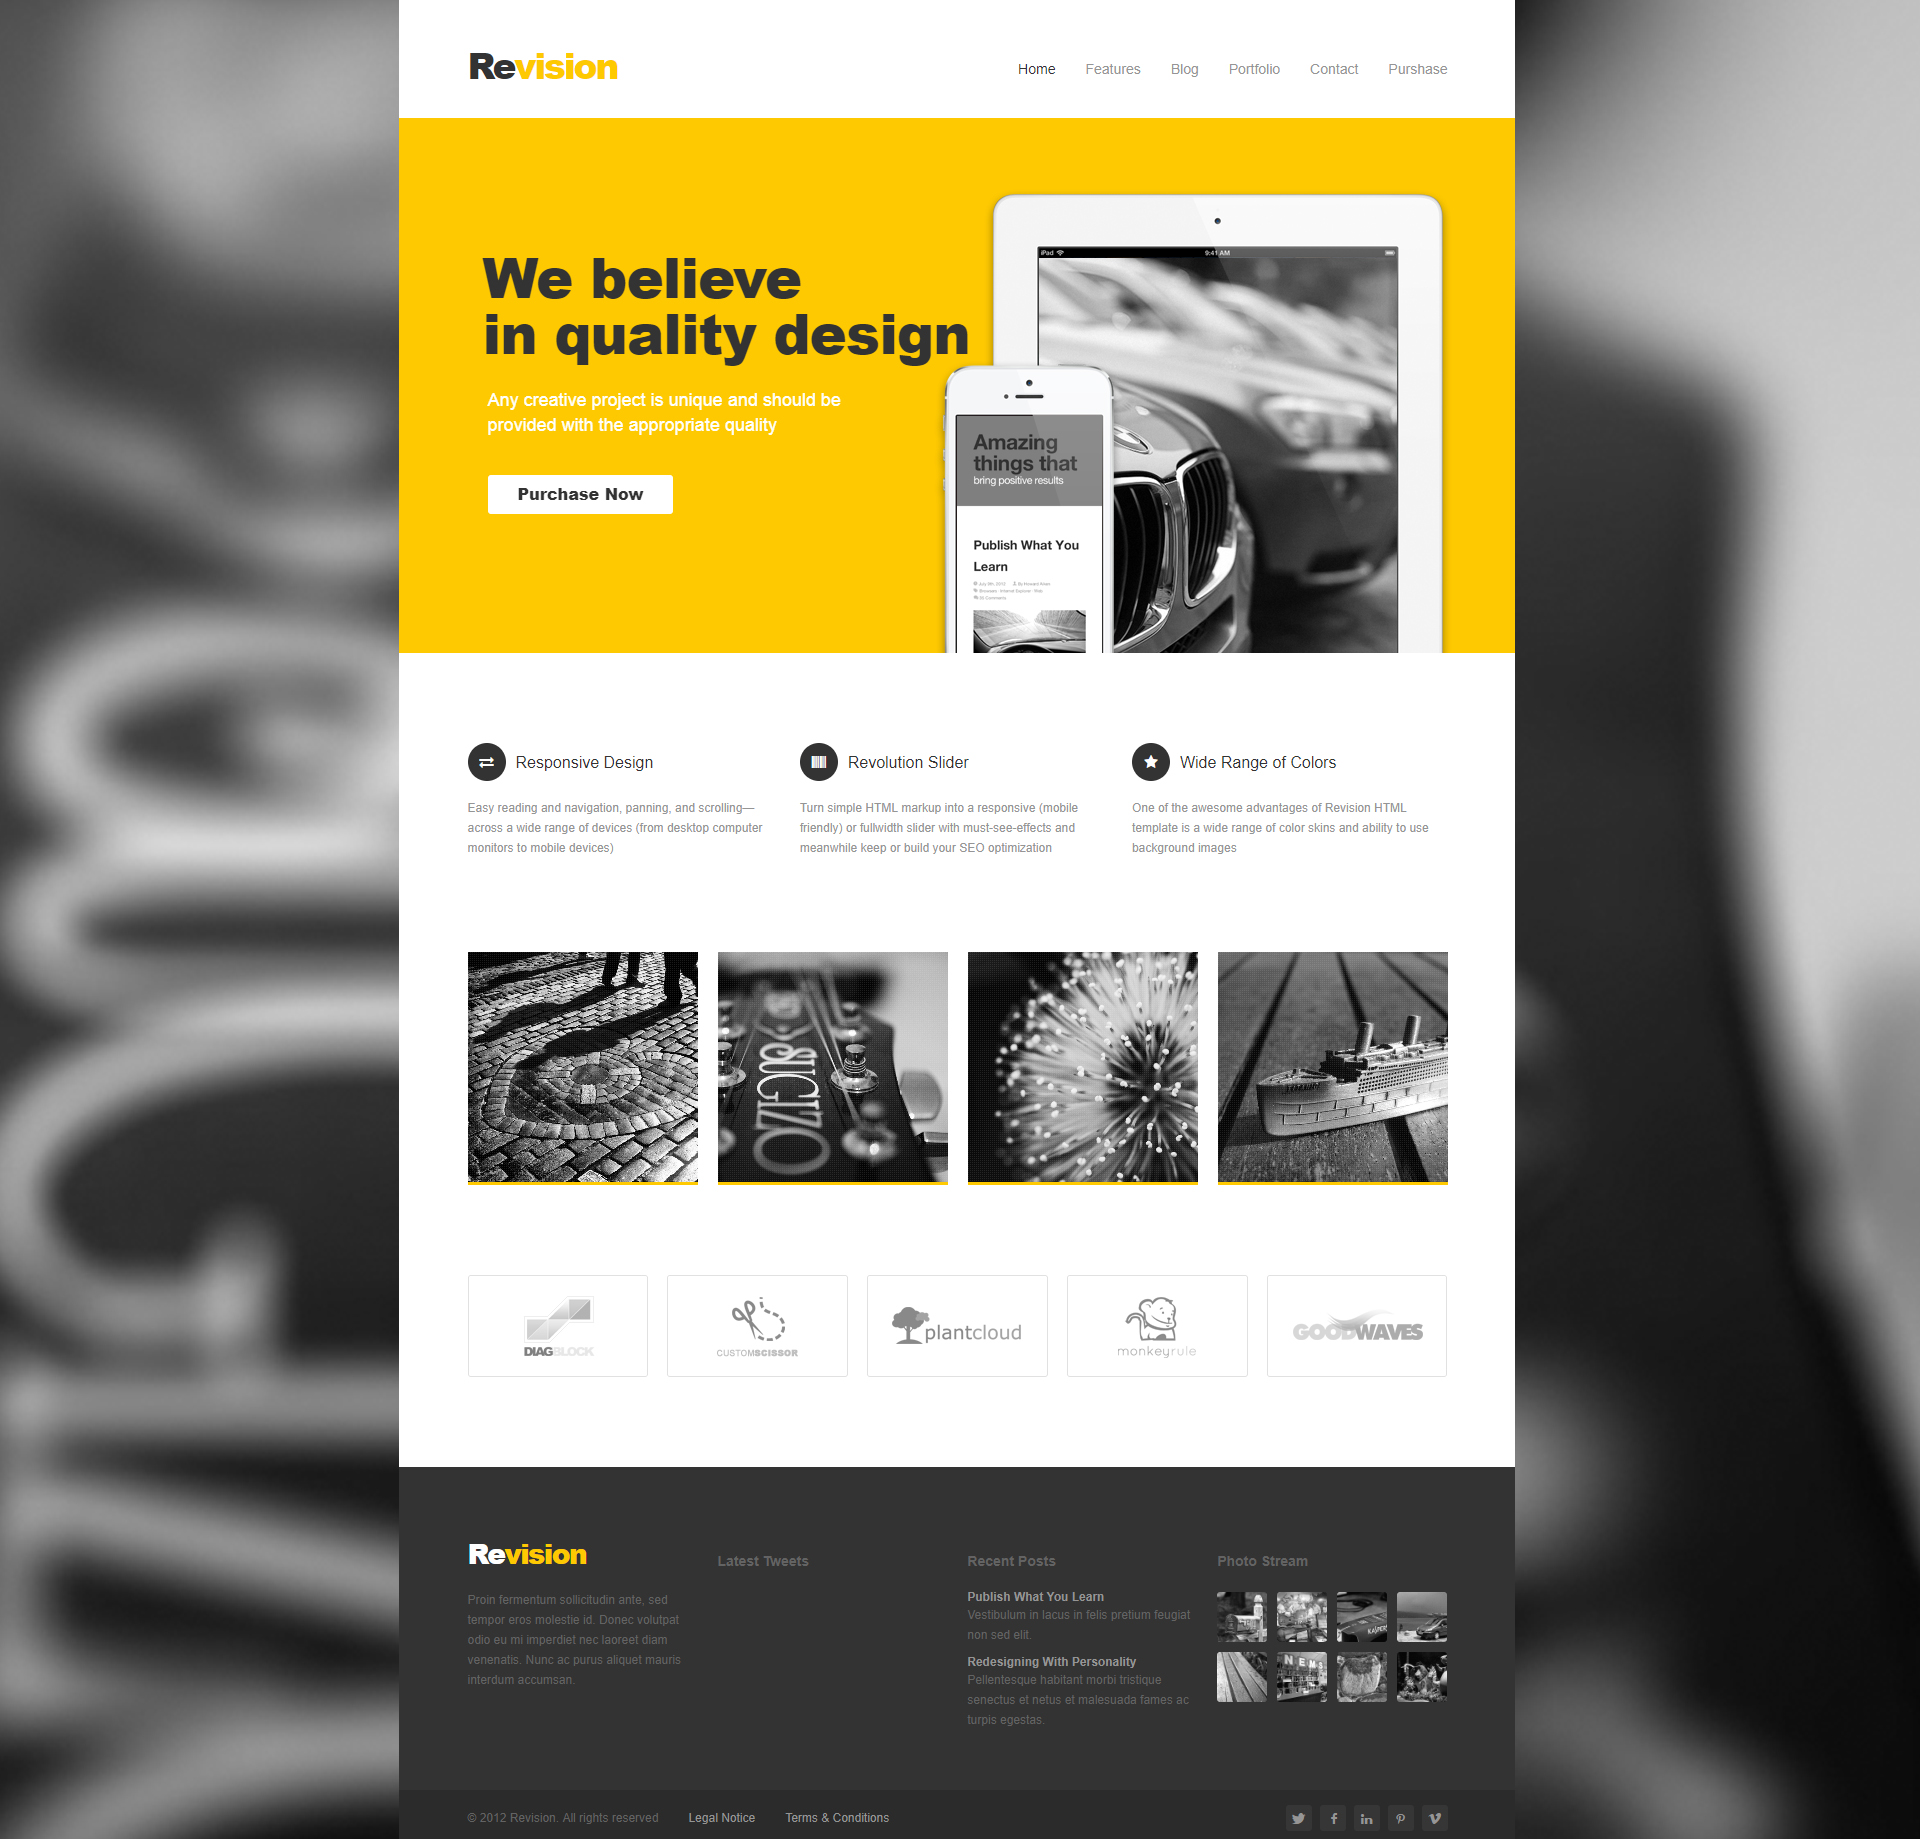 Revision
Home Features Blog Portfolio Contact Purshase
We believe
in quality design
Any creative project is unique and should be
provided with the appropriate quality
Purchase Now
iPad 9:41 AM
Amazing
things that
bring positive results
Publish What You
Learn
July 9th, 2012
35 Comments
Responsive Design
Easy reading and navigation, panning, and scrolling—
across a wide range of devices (from desktop computer
monitors to mobile devices)
Revolution Slider
Turn simple HTML markup into a responsive (mobile
friendly) or fullwidth slider with must-see-effects and
meanwhile keep or build your SEO optimization
Wide Range of Colors
One of the awesome advantages of Revision HTML
template is a wide range of color skins and ability to use
background images
DIAGBLOCK
CUSTOMSCISSOR
plantcloud
monkeyrule
GOODWAVES
Revision
Proin fermentum sollicitudin ante, sed
tempor eros molestie id. Donec volutpat
odio eu mi imperdiet nec laoreet diam
venenatis. Nunc ac purus aliquet mauris
interdum accumsan.
Latest Tweets
Recent Posts
Publish What You Learn
Vestibulum in lacus in felis pretium feugiat
non sed elit.
Redesigning With Personality
Pellentesque habitant morbi tristique
senectus et netus et malesuada fames ac
turpis egestas.
Photo Stream
NEMS
© 2012 Revision. All rights reserved Legal Notice Terms & Conditions